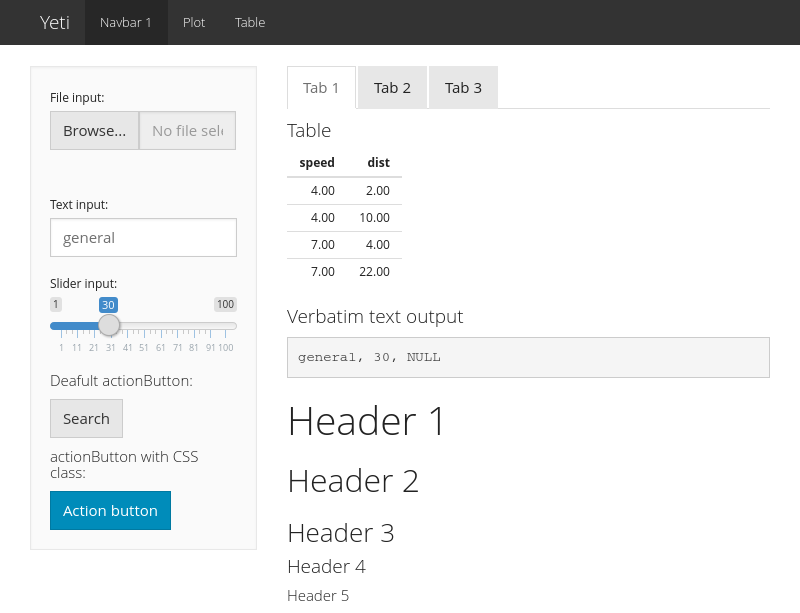 Yeti Navbar 1 Plot Table
File input:
Browse... No file sel
Text input:
general
Slider input:
1 30 100
1 11 21 31 41 51 61 71 81 91 100
Deafult actionButton:
Search
actionButton with CSS
class:
Action button
Tab 1 Tab 2 Tab 3
Table
speed dist
4.00 2.00
4.00 10.00
7.00 4.00
7.00 22.00
Verbatim text output
general, 30, NULL
Header 1
Header 2
Header 3
Header 4
Header 5